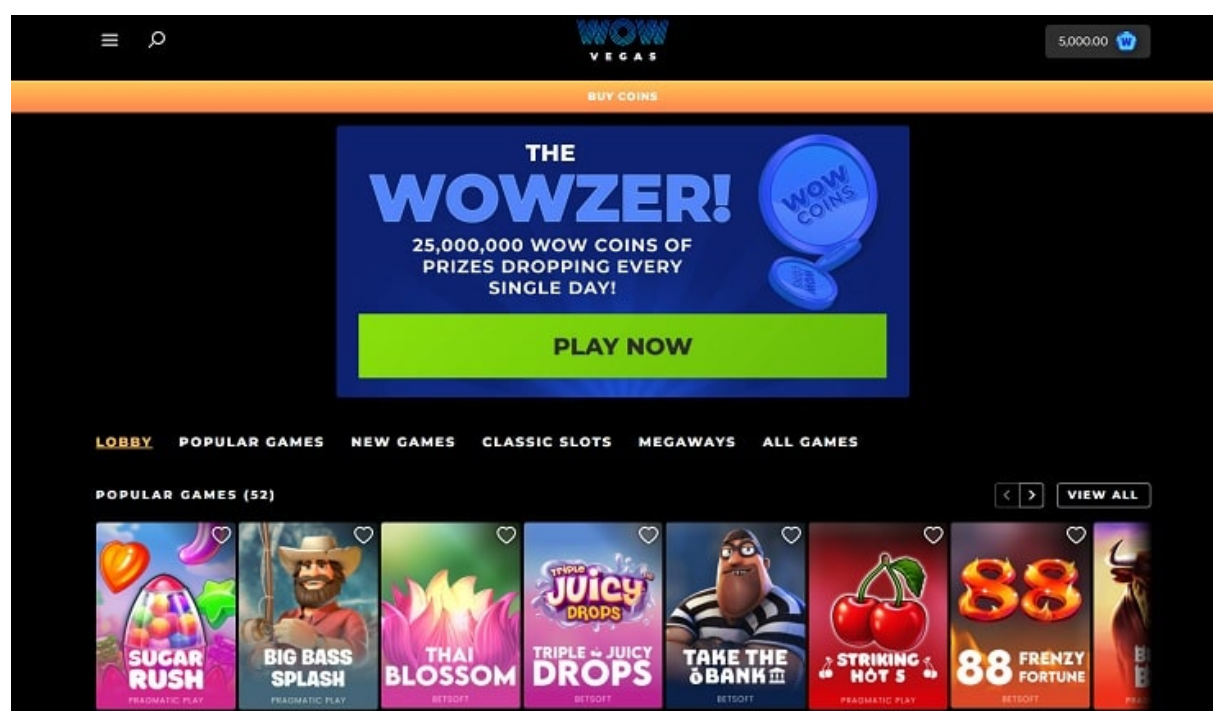 WOW
VEGAS
5,000.00 W
BUY COINS
THE
WOWZER!
25,000,000 WOW COINS OF
PRIZES DROPPING EVERY
SINGLE DAY!
WOW
COINS
PLAY NOW
LOBBY POPULAR GAMES NEW GAMES CLASSIC SLOTS MEGAWAYS ALL GAMES
POPULAR GAMES (52)
VIEW ALL
SUGAR
RUSH
PRAGMATIC PLAY
BIG BASS
SPLASH
PRAGMATIC PLAY
THAI
BLOSSOM
BETSOFT
TRIPLE
JUICY
DROPS
TRIPLE JUICY
DROPS
BETSOFT
TAKE THE
BANK
BETSOFT
STRIKING
HOT 5
PRAGMATIC PLAY
88
88 FRENZY
FORTUNE
BETSOFT